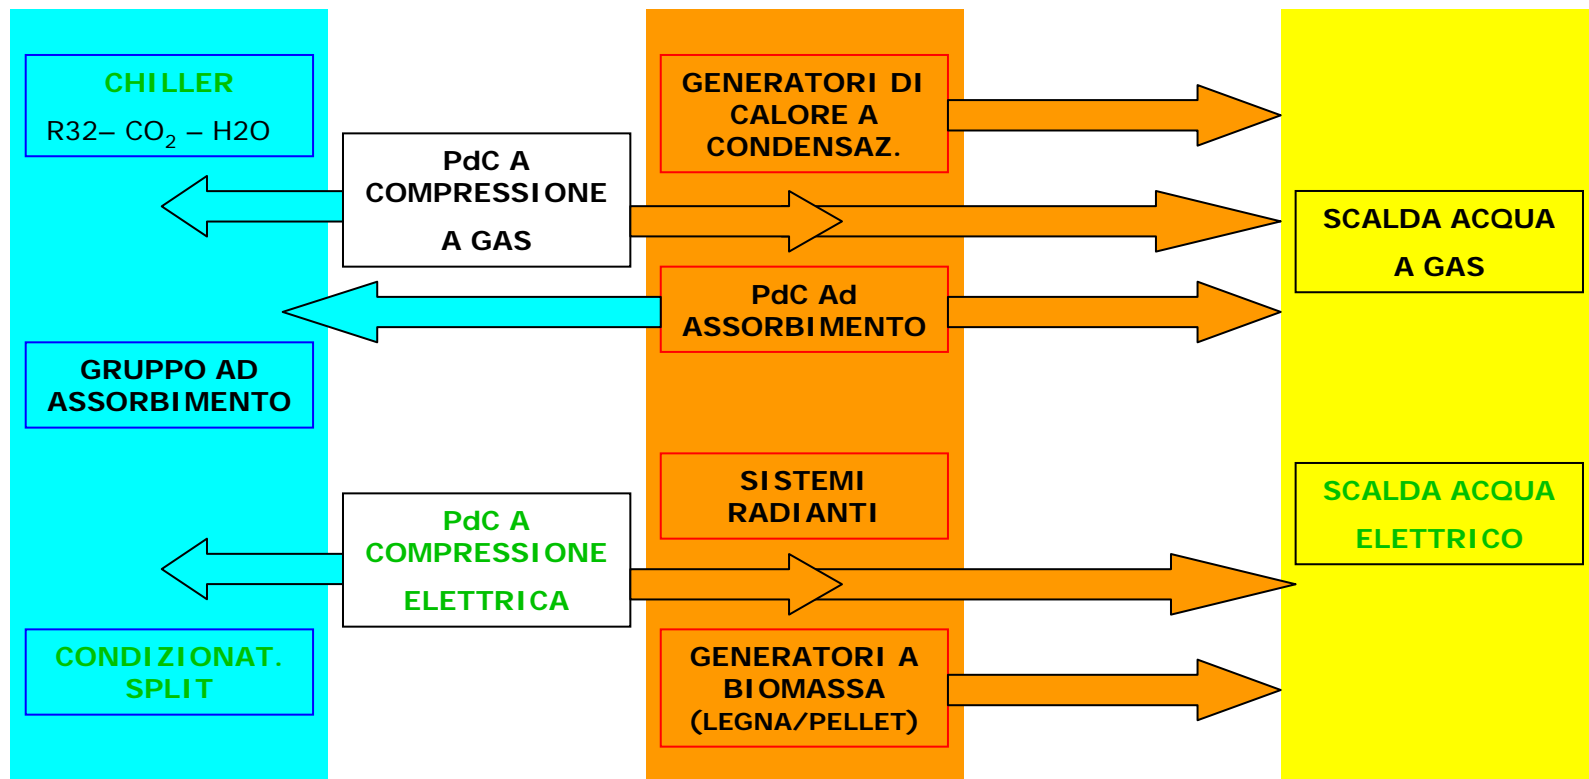 CHILLER
R32– CO₂ – H2O
GRUPPO AD
ASSORBIMENTO
CONDIZIONAT.
SPLIT
PdC A
COMPRESSIONE
A GAS
PdC A
COMPRESSIONE
ELETTRICA
GENERATORI DI
CALORE A
CONDENSAZ.
PdC Ad
ASSORBIMENTO
SISTEMI
RADIANTI
GENERATORI A
BIOMASSA
(LEGNA/PELLET)
SCALDA ACQUA
A GAS
SCALDA ACQUA
ELETTRICO